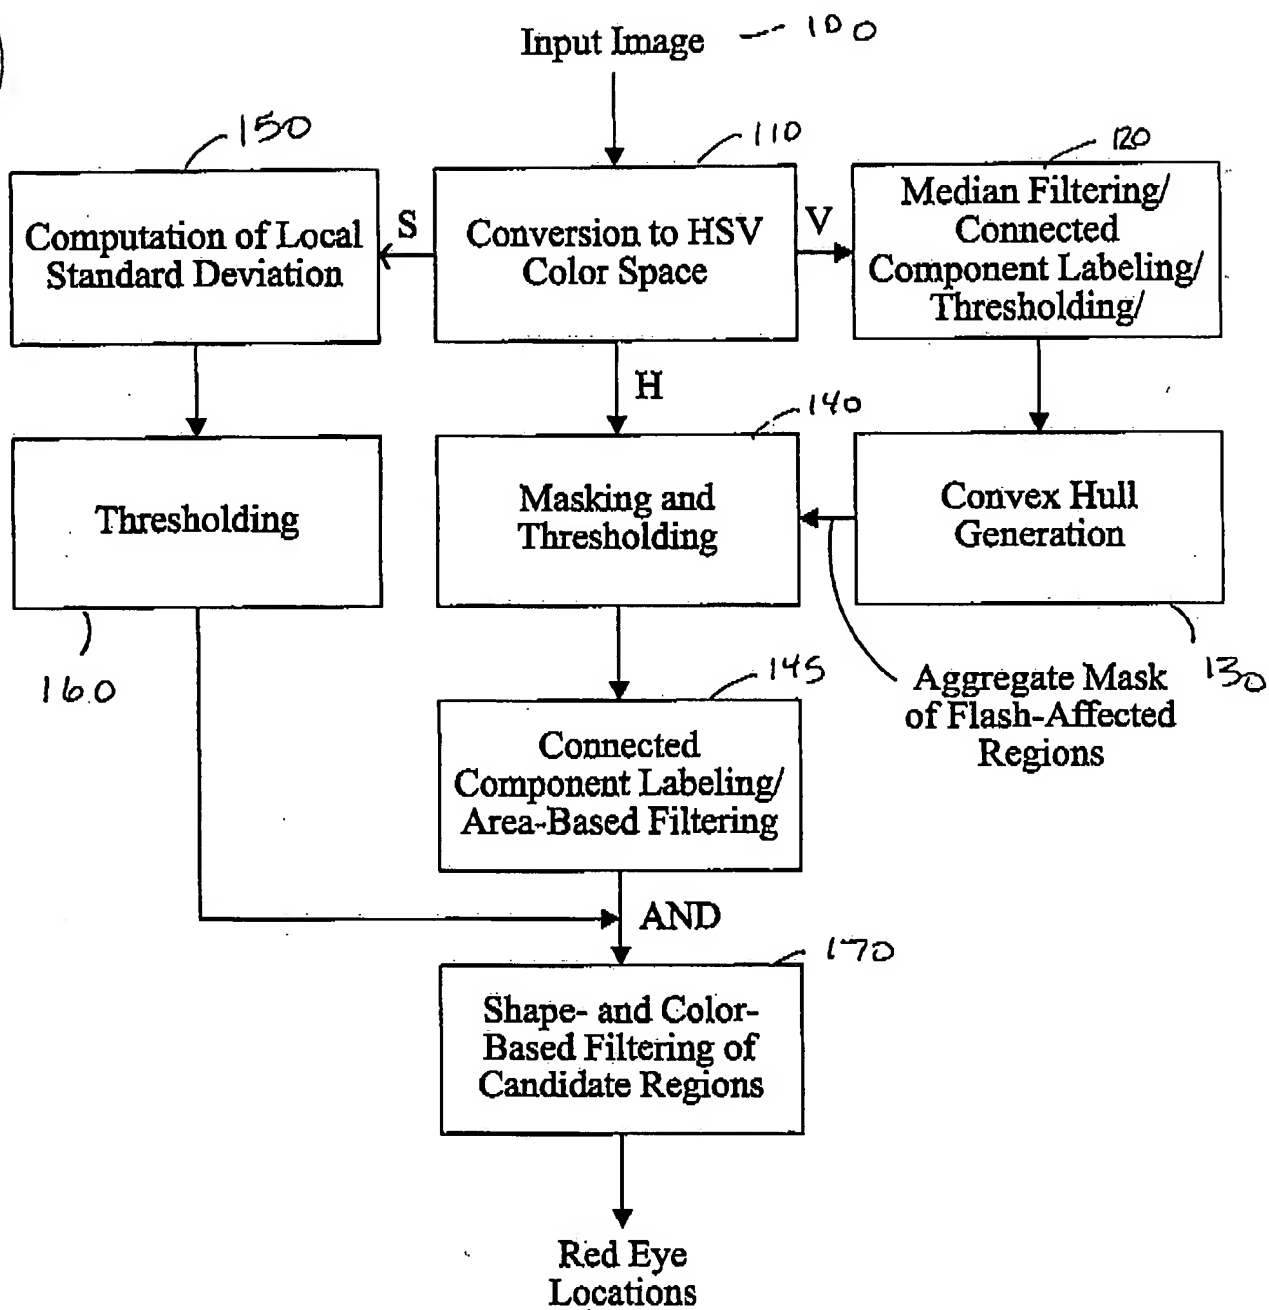 Input Image
100
150
110
120
Computation of Local
Standard Deviation
S
Conversion to HSV
Color Space
V
Median Filtering/
Connected
Component Labeling/
Thresholding/
H
140
Thresholding
Masking and
Thresholding
Convex Hull
Generation
160
145
130
Aggregate Mask
of Flash-Affected
Regions
Connected
Component Labeling/
Area-Based Filtering
AND
170
Shape- and Color-
Based Filtering of
Candidate Regions
Red Eye
Locations